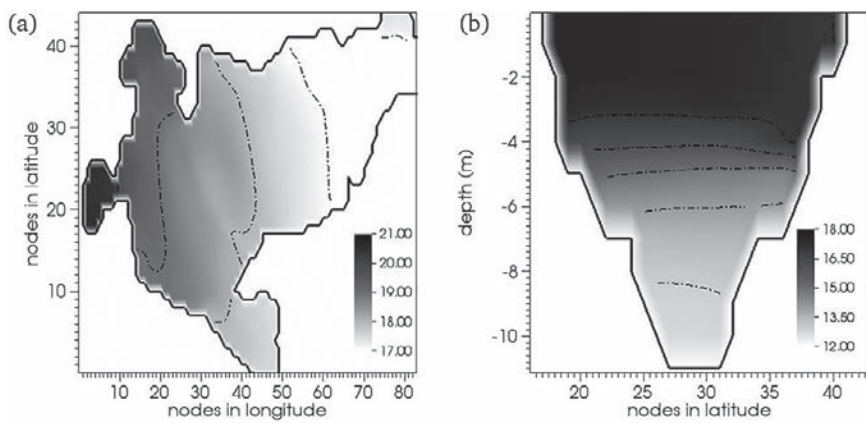 (a)
40
30
20
10
nodes in latitude
10 20 30 40 50 60 70 80
nodes in longitude
21.00
20.00
19.00
18.00
17.00
(b)
-2
-4
-6
-8
-10
depth (m)
20 25 30 35 40
nodes in latitude
18.00
16.50
15.00
13.50
12.00